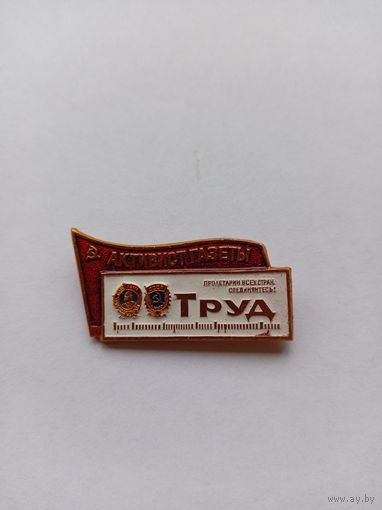 АКТИВИСТ ГАЗЕТЫ
ПРОЛЕТАРИИ ВСЕХ СТРАН,
СОЕДИНЯЙТЕСЬ!
ТРУД
www.ay.by